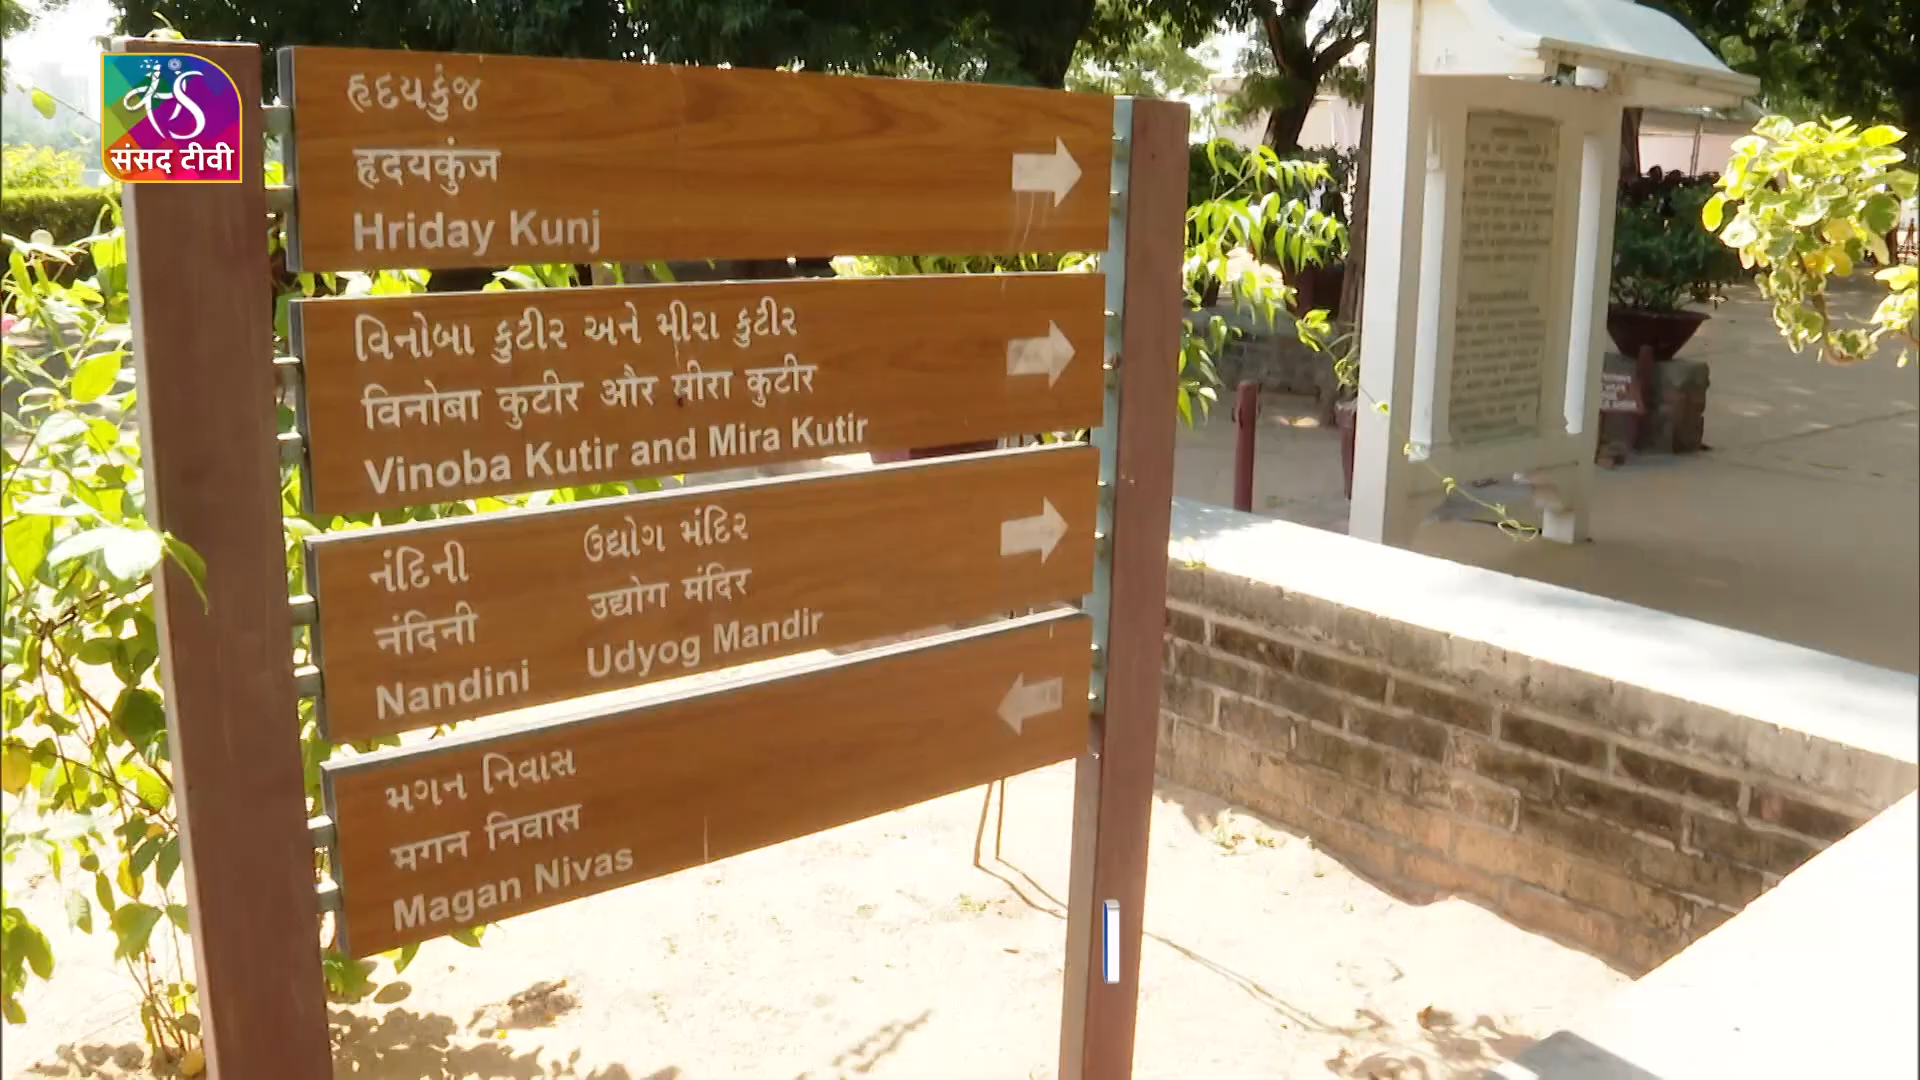 संसद टीवी
હૃદયકુંજ
हृदयकुंज
Hriday Kunj
વિનોબા કુટીર અને મીરા કુટીર
विनोबा कुटीर और मीरा कुटीर
Vinoba Kutir and Mira Kutir
નંદિની ઉદ્યોગ મંદિર
नंदिनी उद्योग मंदिर
Nandini Udyog Mandir
મગન નિવાસ
मगन निवास
Magan Nivas